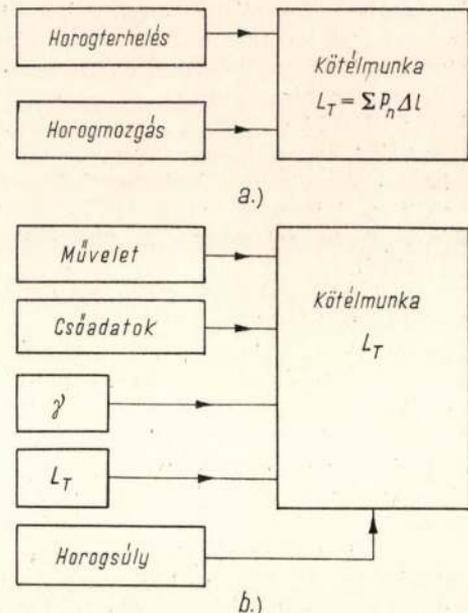 Horogterhelés
Horogmozgás
Kötélmunka
L_T = Σ P_n Δl
a.)
Művelet
Csőadatok
γ
L_T
Horogsúly
Kötélmunka
L_T
b.)